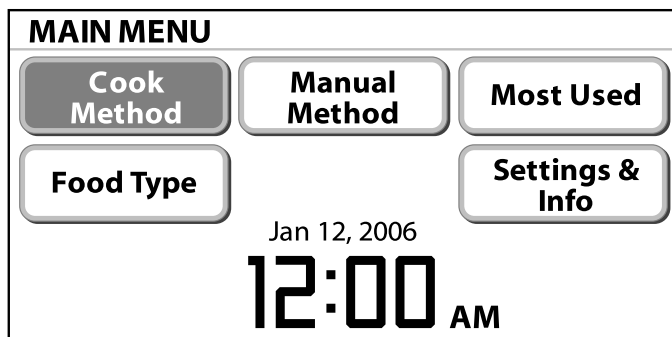 MAIN MENU
Cook
Method
Manual
Method
Most Used
Food Type
Settings &
Info
Jan 12, 2006
12:00 AM